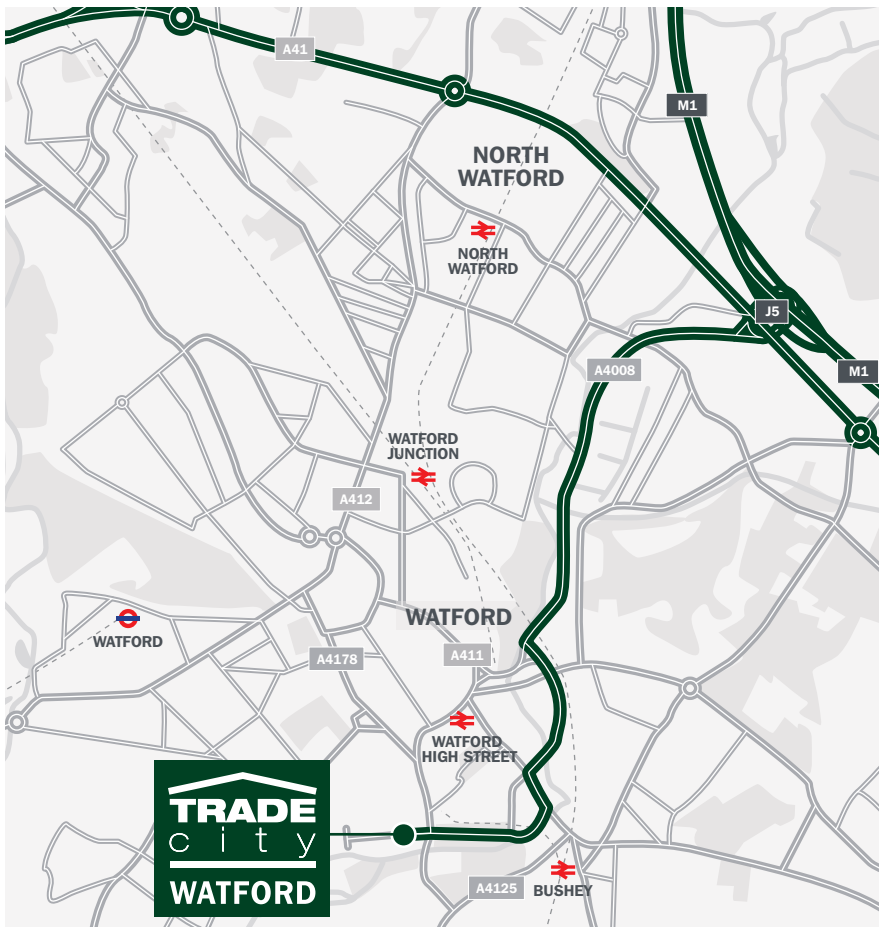 A41
M1
NORTH
WATFORD
NORTH
WATFORD
J5
A4008
M1
WATFORD
JUNCTION
A412
WATFORD
WATFORD
A4178
A411
WATFORD
HIGH STREET
TRADE
city
WATFORD
A4125
BUSHEY